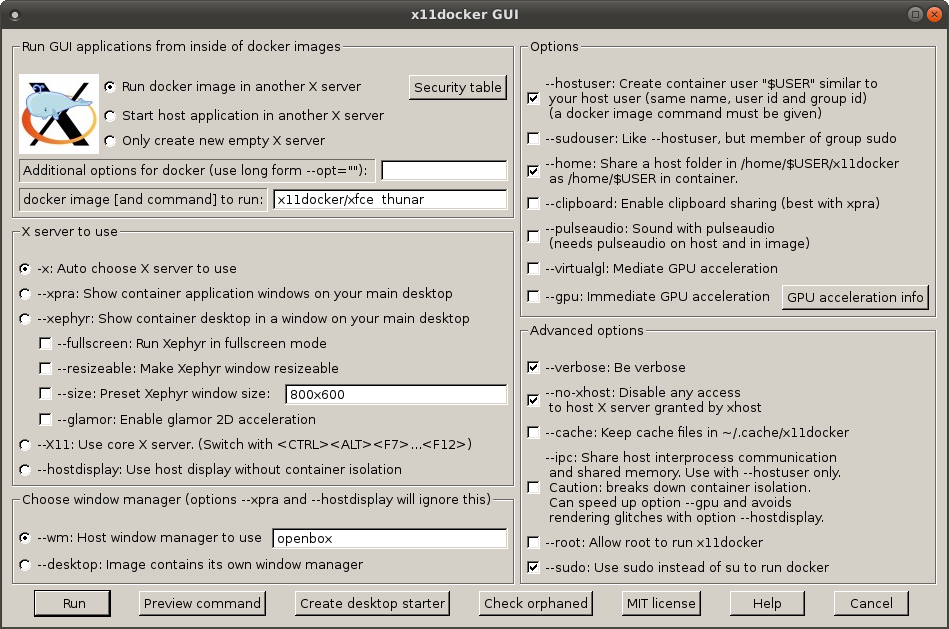 x11docker GUI
Run GUI applications from inside of docker images
Run docker image in another X server
Security table
Start host application in another X server
Only create new empty X server
Additional options for docker (use long form --opt=""):
docker image [and command] to run:
x11docker/xfce thunar
X server to use
-x: Auto choose X server to use
--xpra: Show container application windows on your main desktop
--xephyr: Show container desktop in a window on your main desktop
--fullscreen: Run Xephyr in fullscreen mode
--resizeable: Make Xephyr window resizeable
--size: Preset Xephyr window size:
800x600
--glamor: Enable glamor 2D acceleration
--X11: Use core X server. (Switch with <CTRL><ALT><F7>...<F12>)
--hostdisplay: Use host display without container isolation
Choose window manager (options --xpra and --hostdisplay will ignore this)
--wm: Host window manager to use
openbox
--desktop: Image contains its own window manager
Options
--hostuser: Create container user "$USER" similar to
your host user (same name, user id and group id)
(a docker image command must be given)
--sudouser: Like --hostuser, but member of group sudo
--home: Share a host folder in /home/$USER/x11docker
as /home/$USER in container.
--clipboard: Enable clipboard sharing (best with xpra)
--pulseaudio: Sound with pulseaudio
(needs pulseaudio on host and in image)
--virtualgl: Mediate GPU acceleration
--gpu: Immediate GPU acceleration
GPU acceleration info
Advanced options
--verbose: Be verbose
--no-xhost: Disable any access
to host X server granted by xhost
--cache: Keep cache files in ~/.cache/x11docker
--ipc: Share host interprocess communication
and shared memory. Use with --hostuser only.
Caution: breaks down container isolation.
Can speed up option --gpu and avoids
rendering glitches with option --hostdisplay.
--root: Allow root to run x11docker
--sudo: Use sudo instead of su to run docker
Run
Preview command
Create desktop starter
Check orphaned
MIT license
Help
Cancel